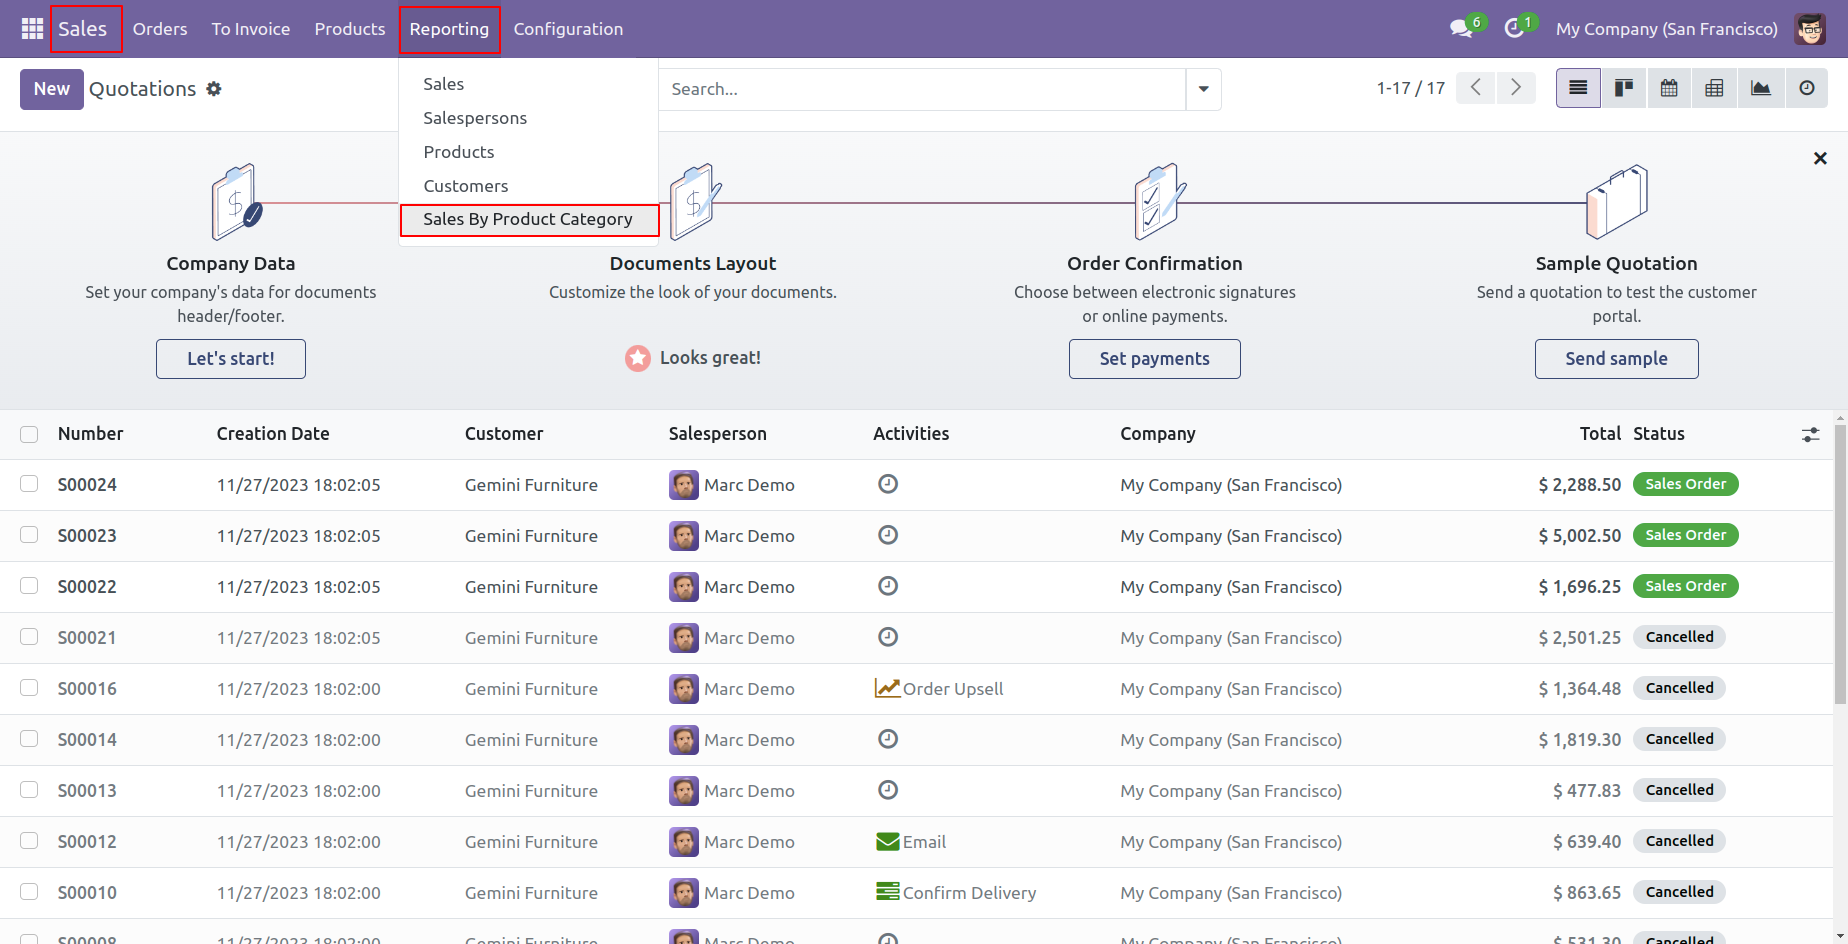 Sales Orders To Invoice Products Reporting Configuration 6 1 My Company (San Francisco)
New Quotations Search... 1-17 / 17
Sales
Salespersons
Products
Customers
Sales By Product Category
Company Data
Set your company's data for documents
header/footer.
Let's start!
Documents Layout
Customize the look of your documents.
Looks great!
Order Confirmation
Choose between electronic signatures
or online payments.
Set payments
Sample Quotation
Send a quotation to test the customer
portal.
Send sample
Number Creation Date Customer Salesperson Activities Company Total Status
S00024 11/27/2023 18:02:05 Gemini Furniture Marc Demo My Company (San Francisco) $ 2,288.50 Sales Order
S00023 11/27/2023 18:02:05 Gemini Furniture Marc Demo My Company (San Francisco) $ 5,002.50 Sales Order
S00022 11/27/2023 18:02:05 Gemini Furniture Marc Demo My Company (San Francisco) $ 1,696.25 Sales Order
S00021 11/27/2023 18:02:05 Gemini Furniture Marc Demo My Company (San Francisco) $ 2,501.25 Cancelled
S00016 11/27/2023 18:02:00 Gemini Furniture Marc Demo Order Upsell My Company (San Francisco) $ 1,364.48 Cancelled
S00014 11/27/2023 18:02:00 Gemini Furniture Marc Demo My Company (San Francisco) $ 1,819.30 Cancelled
S00013 11/27/2023 18:02:00 Gemini Furniture Marc Demo My Company (San Francisco) $ 477.83 Cancelled
S00012 11/27/2023 18:02:00 Gemini Furniture Marc Demo Email My Company (San Francisco) $ 639.40 Cancelled
S00010 11/27/2023 18:02:00 Gemini Furniture Marc Demo Confirm Delivery My Company (San Francisco) $ 863.65 Cancelled
S00008 11/27/2023 18:02:00 Gemini Furniture Marc Demo My Company (San Francisco) $ 531.30 Cancelled